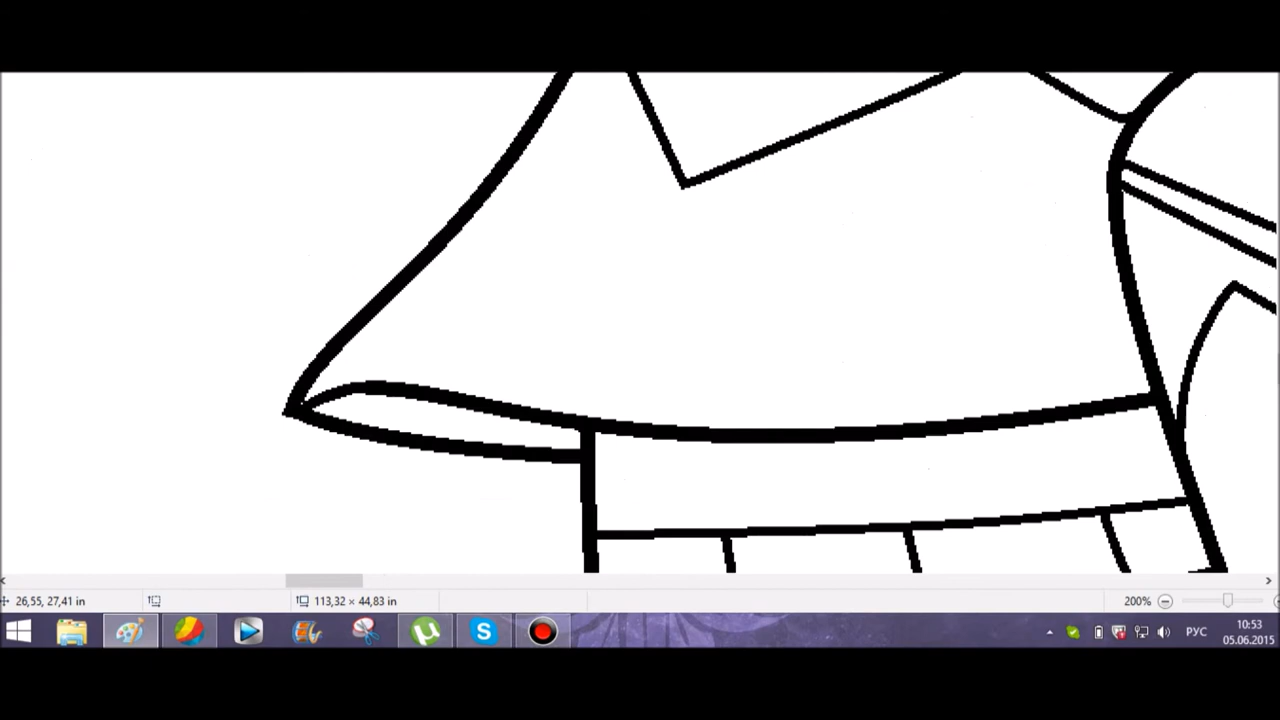 26,55, 27,41 in
113,32 × 44,83 in
200%
РУС
10:53
05.06.2015